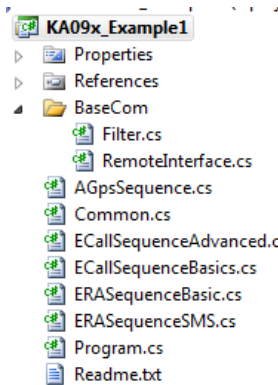 KA09x_Example1
Properties
References
BaseCom
Filter.cs
RemoteInterface.cs
AGpsSequence.cs
Common.cs
ECallSequenceAdvanced.c
ECallSequenceBasics.cs
ERASequenceBasic.cs
ERASequenceSMS.cs
Program.cs
Readme.txt